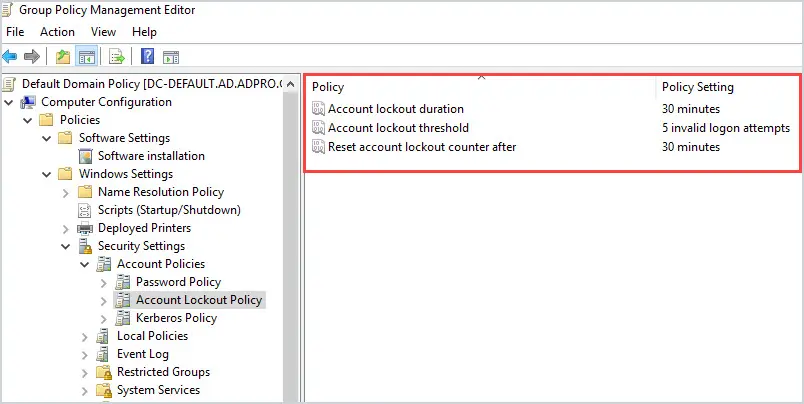 Group Policy Management Editor
File Action View Help
Default Domain Policy [DC-DEFAULT.AD.ADPRO.
Computer Configuration
Policies
Software Settings
Software installation
Windows Settings
Name Resolution Policy
Scripts (Startup/Shutdown)
Deployed Printers
Security Settings
Account Policies
Password Policy
Account Lockout Policy
Kerberos Policy
Local Policies
Event Log
Restricted Groups
System Services
Policy Policy Setting
Account lockout duration 30 minutes
Account lockout threshold 5 invalid logon attempts
Reset account lockout counter after 30 minutes